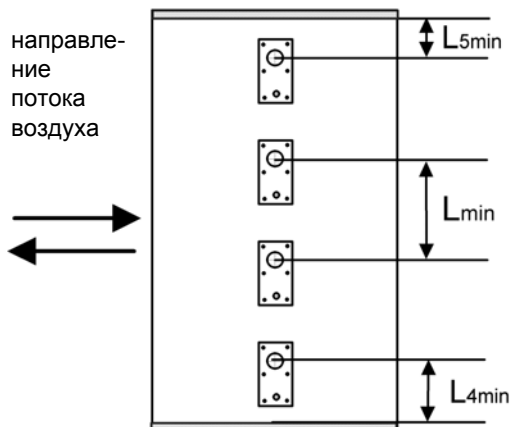 направле-
ние
потока
воздуха
L5min
Lmin
L4min